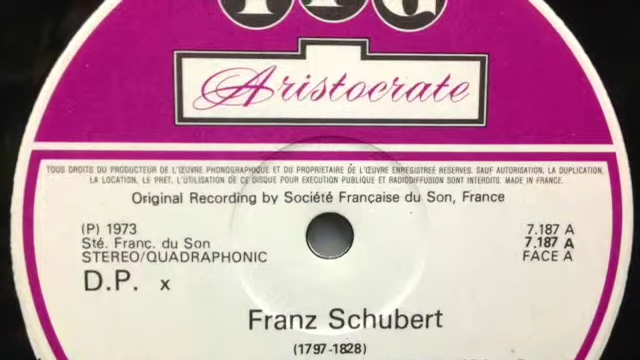 Aristocrate
TOUS DROITS DU PRODUCTEUR DE L'ŒUVRE PHONOGRAPHIQUE ET DU PROPRIETAIRE DE L'ŒUVRE ENREGISTREE RESERVES. SAUF AUTORISATION, LA DUPLICATION,
LA LOCATION, LE PRET, L'UTILISATION DE CE DISQUE POUR EXECUTION PUBLIQUE ET RADIODIFFUSION SONT INTERDITS. MADE IN FRANCE.
Original Recording by Société Française du Son, France
(P) 1973
Sté. Franç. du Son
STEREO/QUADRAPHONIC
D.P. x
7.187 A
7.187 A
FACE A
Franz Schubert
(1797-1828)